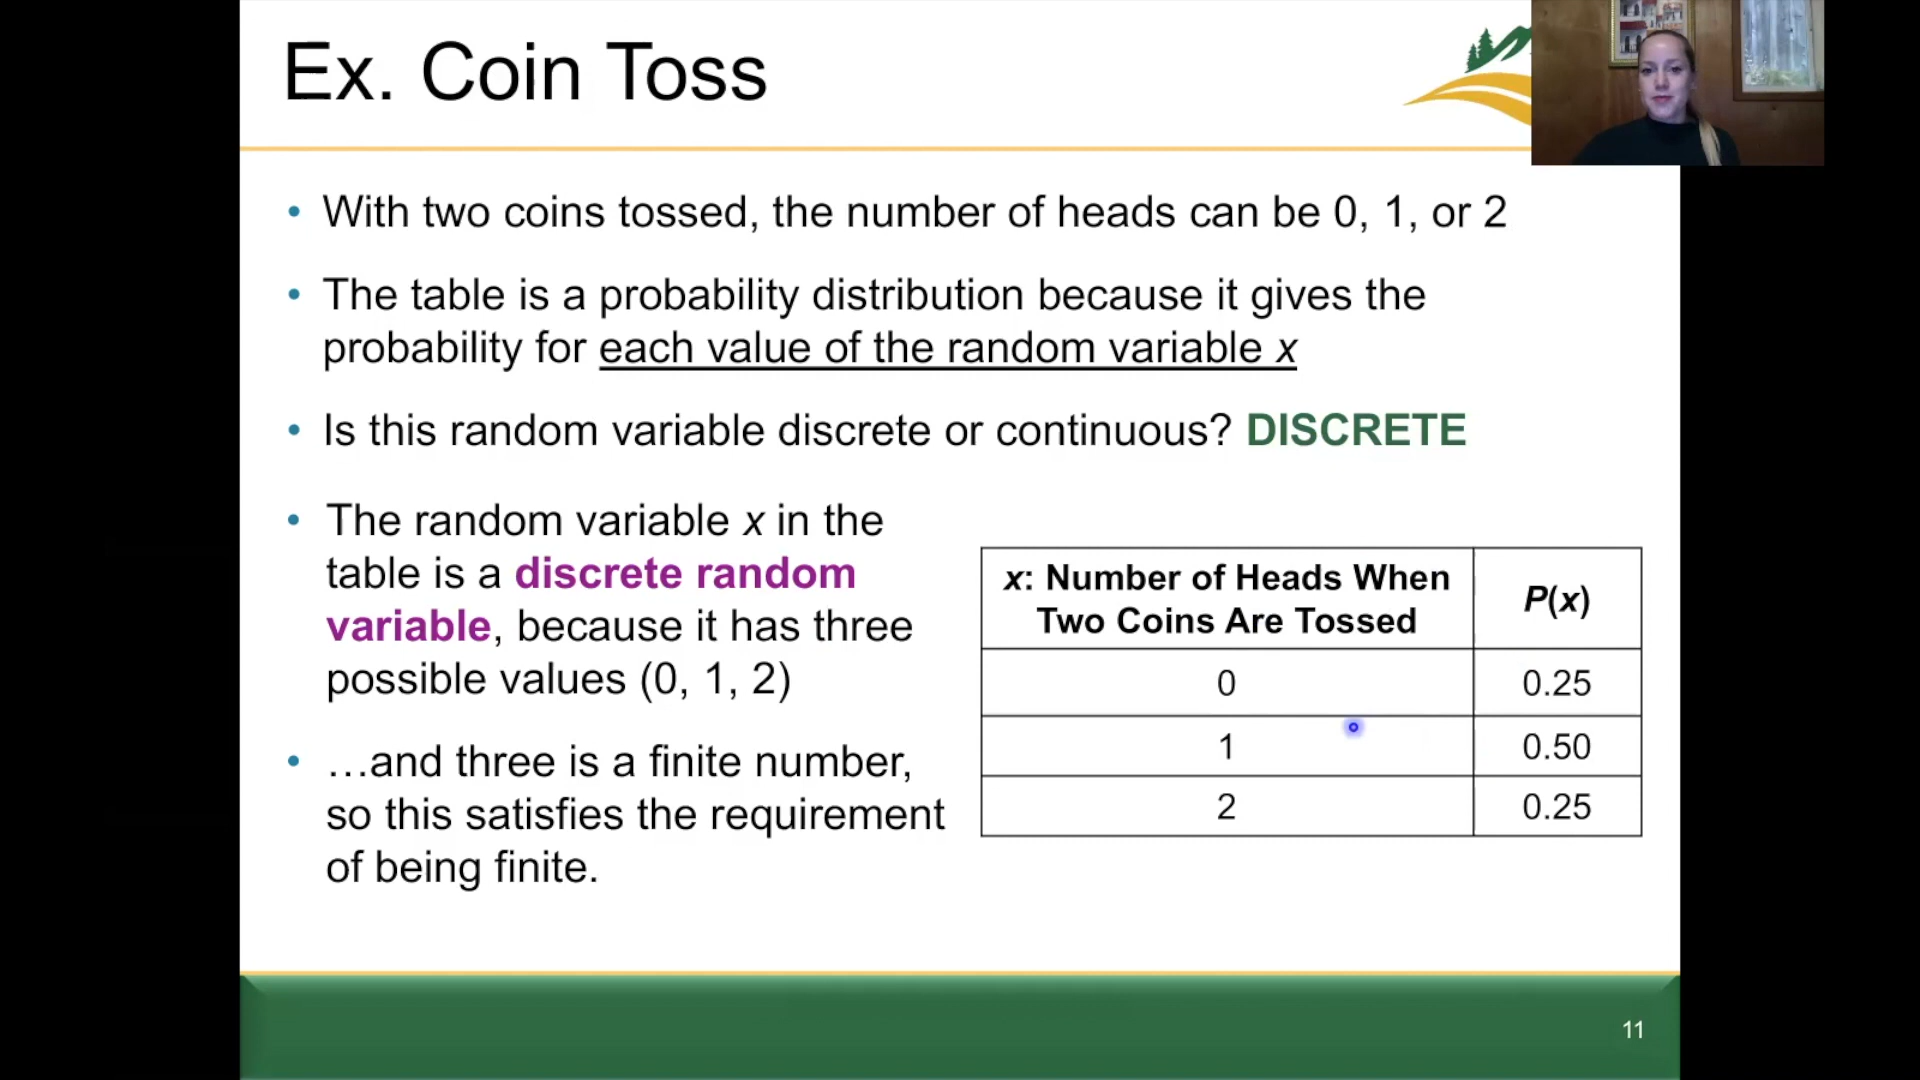 Ex. Coin Toss
• With two coins tossed, the number of heads can be 0, 1, or 2
• The table is a probability distribution because it gives the
probability for each value of the random variable x
• Is this random variable discrete or continuous? DISCRETE
• The random variable x in the
table is a discrete random
variable, because it has three
possible values (0, 1, 2)
• …and three is a finite number,
so this satisfies the requirement
of being finite.
x: Number of Heads When
Two Coins Are Tossed
P(x)
0 0.25
1 0.50
2 0.25
11